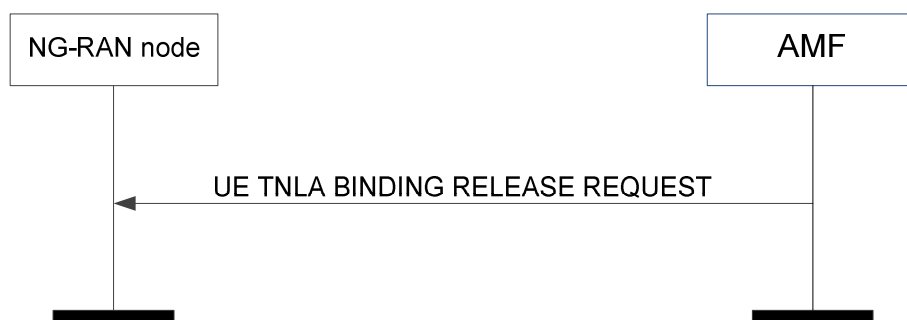 NG-RAN node
AMF
UE TNLA BINDING RELEASE REQUEST